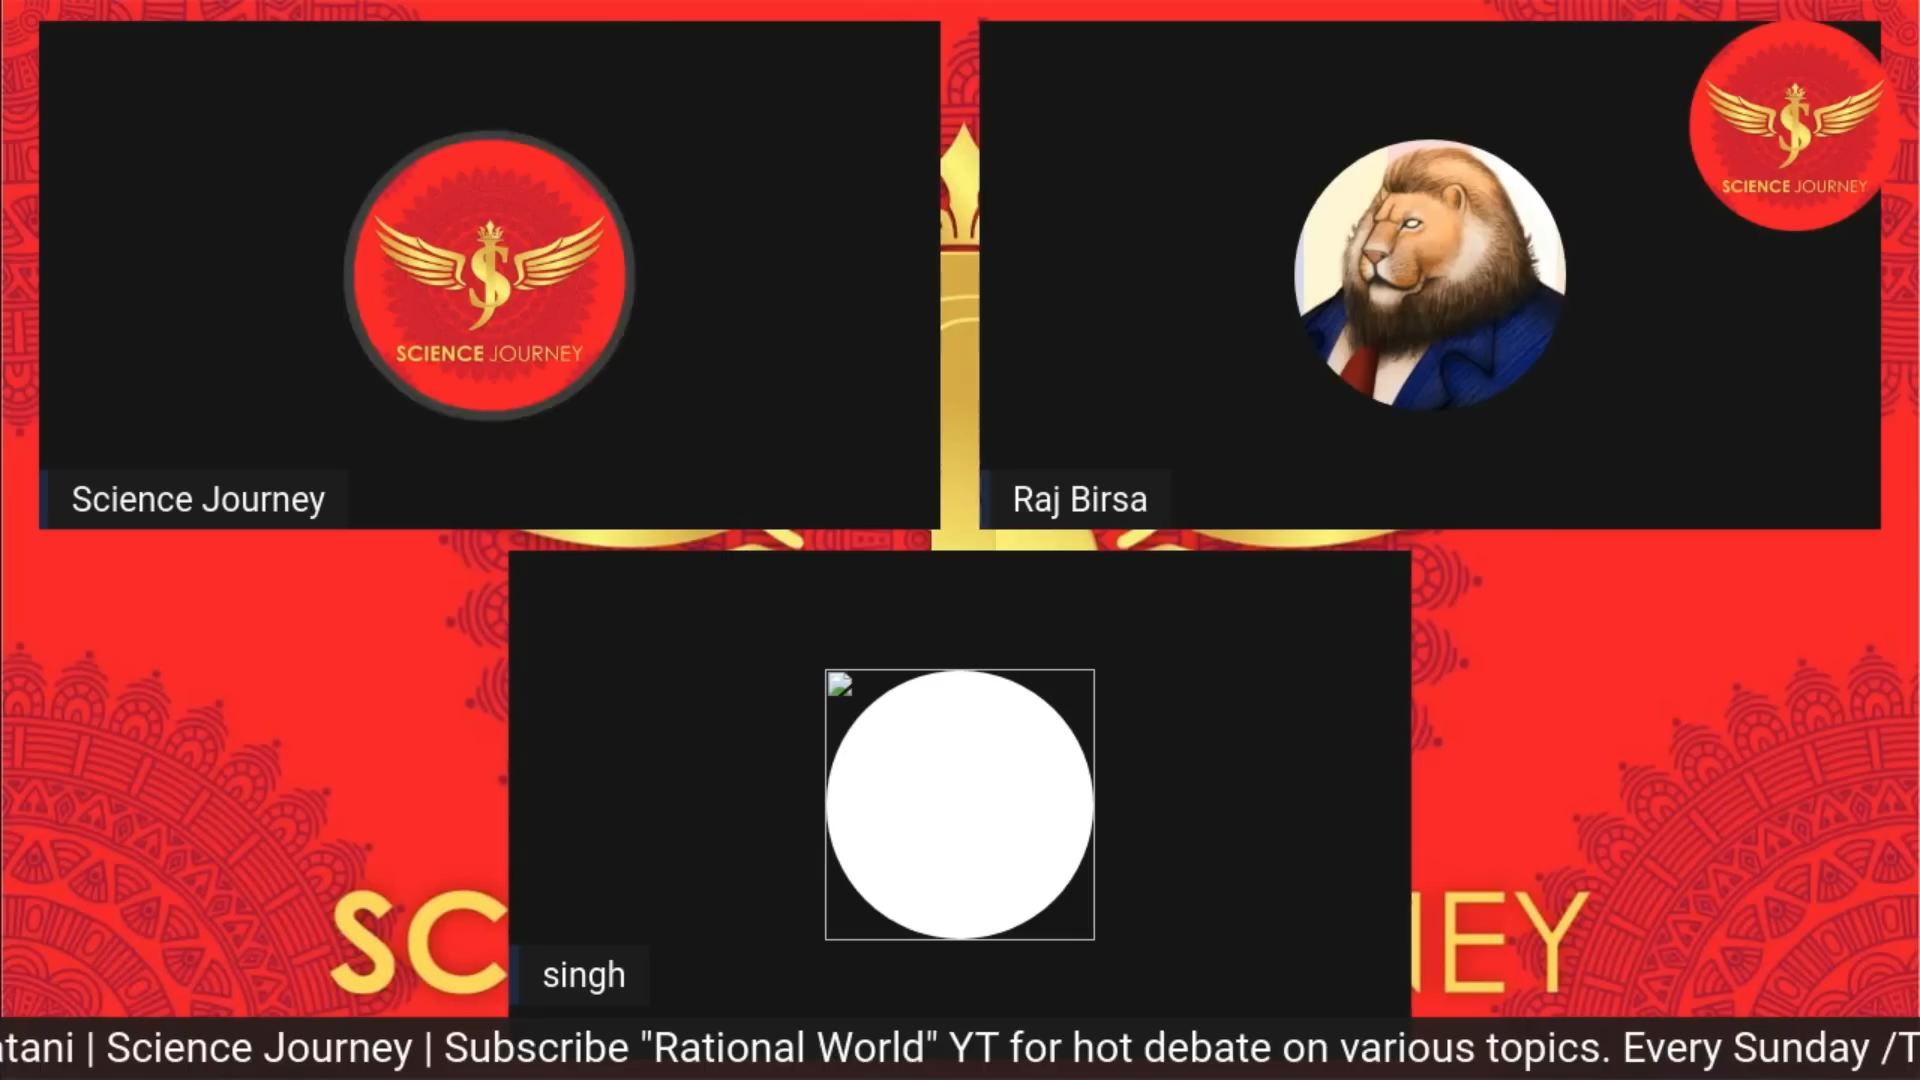 SCIENCE JOURNEY
Science Journey
SCIENCE JOURNEY
Raj Birsa
singh
SC
NEY
tani | Science Journey | Subscribe "Rational World" YT for hot debate on various topics. Every Sunday /T